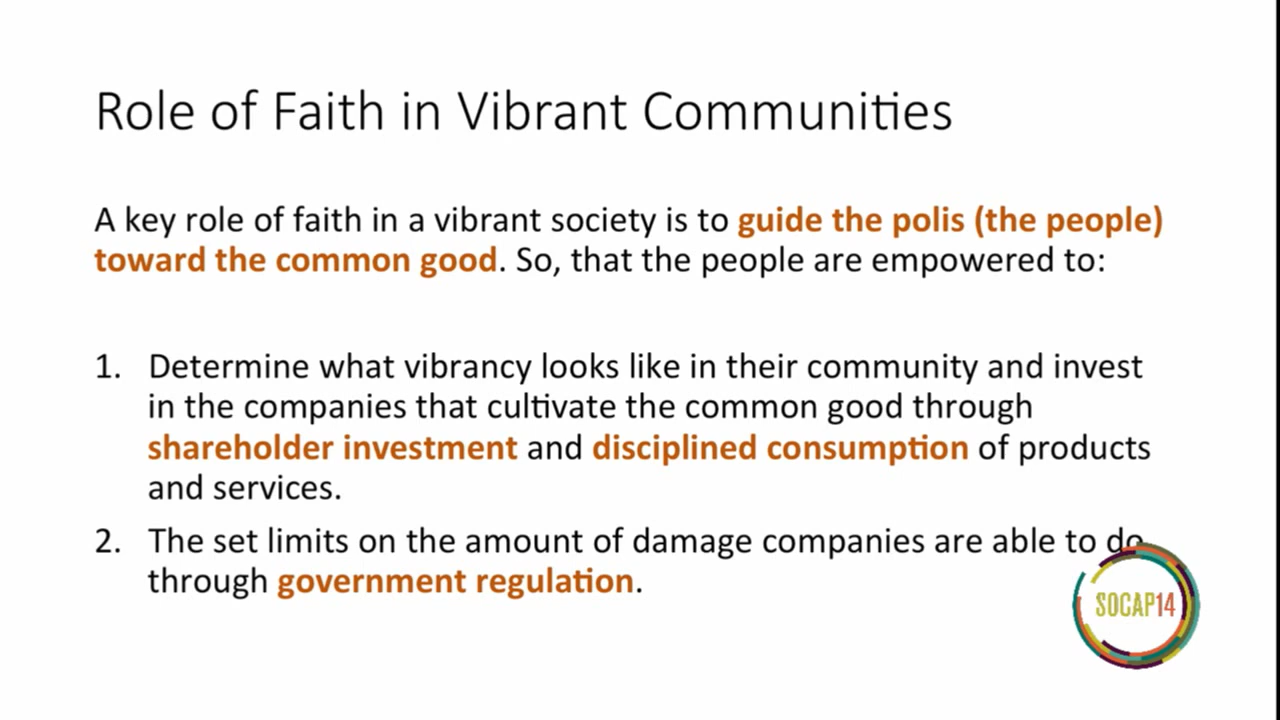 Role of Faith in Vibrant Communities
A key role of faith in a vibrant society is to guide the polis (the people)
toward the common good. So, that the people are empowered to:
1. Determine what vibrancy looks like in their community and invest
in the companies that cultivate the common good through
shareholder investment and disciplined consumption of products
and services.
2. The set limits on the amount of damage companies are able to do
through government regulation.
SOCAP14